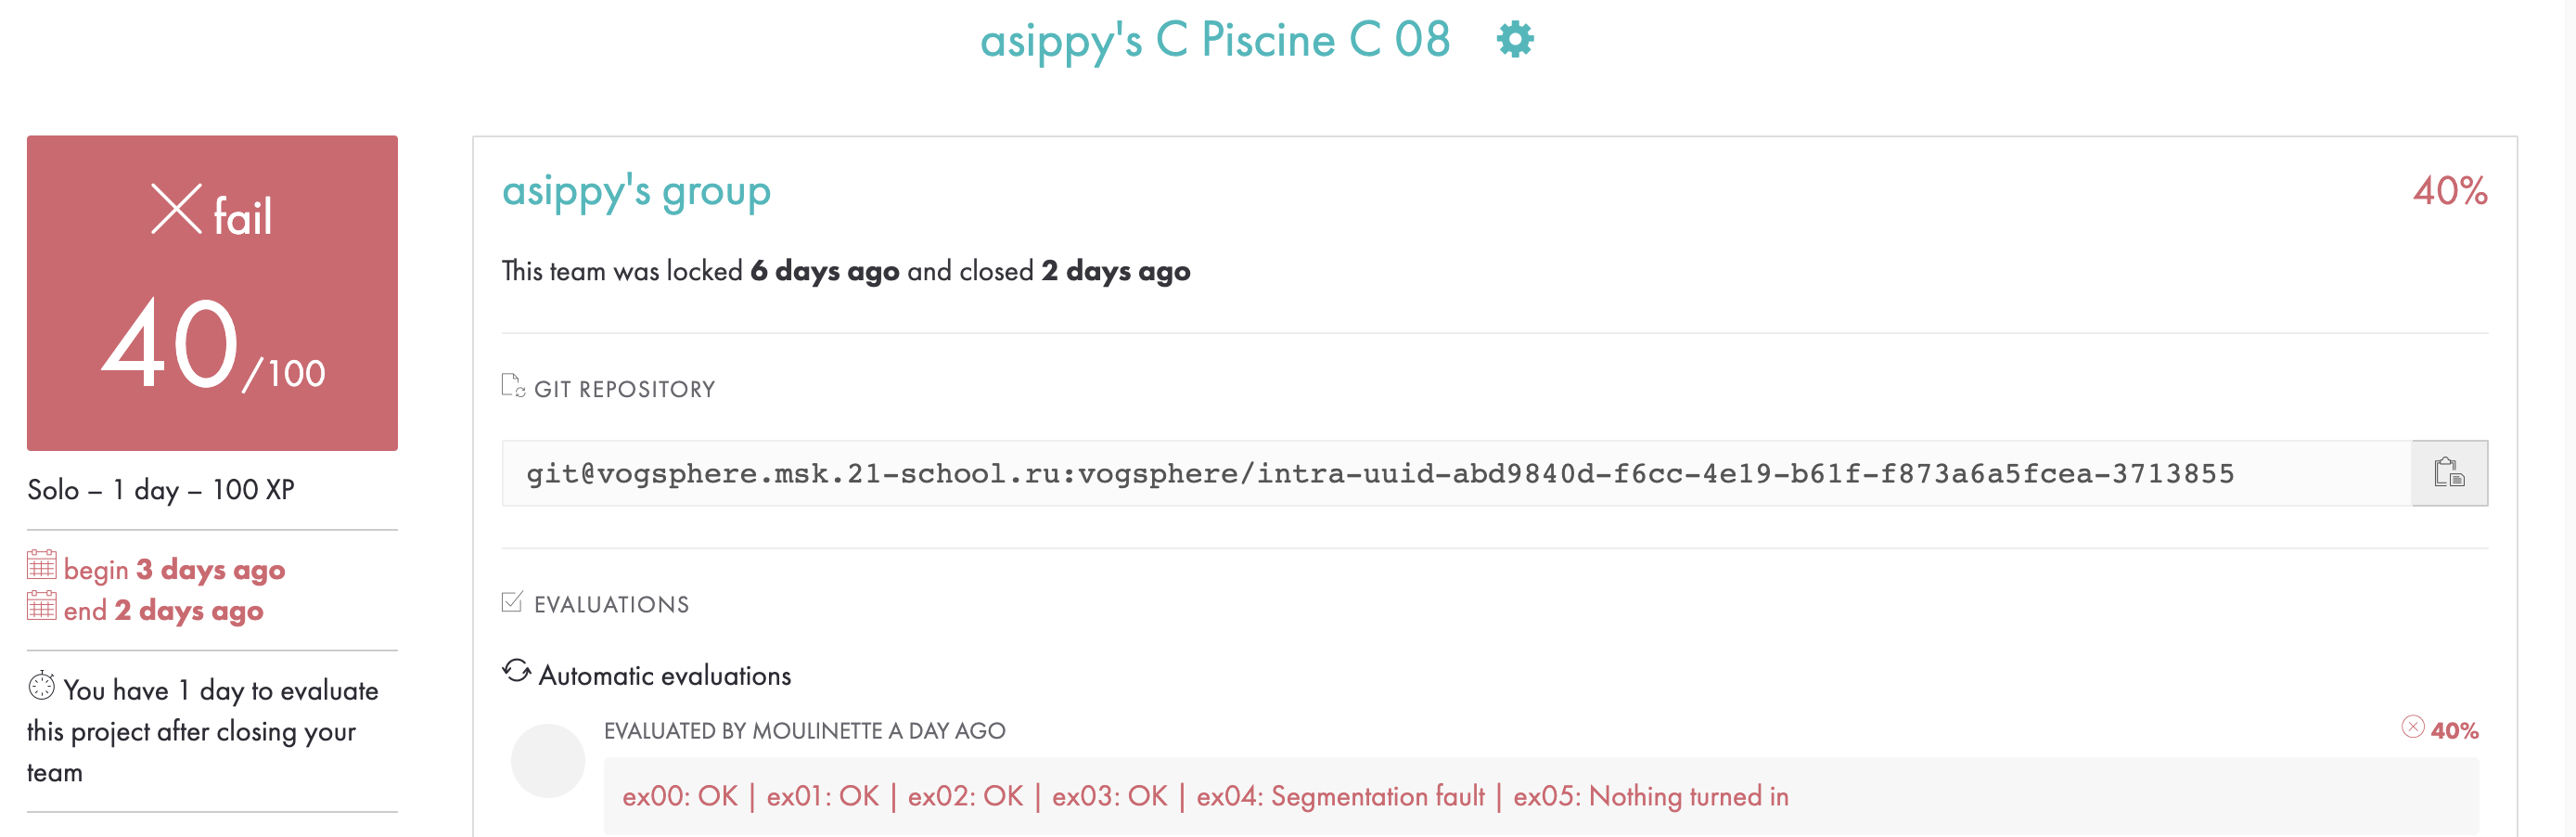 asippy's C Piscine C 08
fail
40/100
Solo – 1 day – 100 XP
begin 3 days ago
end 2 days ago
You have 1 day to evaluate
this project after closing your
team
asippy's group
40%
This team was locked 6 days ago and closed 2 days ago
GIT REPOSITORY
git@vogsphere.msk.21-school.ru:vogsphere/intra-uuid-abd9840d-f6cc-4e19-b61f-f873a6a5fcea-3713855
EVALUATIONS
Automatic evaluations
EVALUATED BY MOULINETTE A DAY AGO
40%
ex00: OK | ex01: OK | ex02: OK | ex03: OK | ex04: Segmentation fault | ex05: Nothing turned in